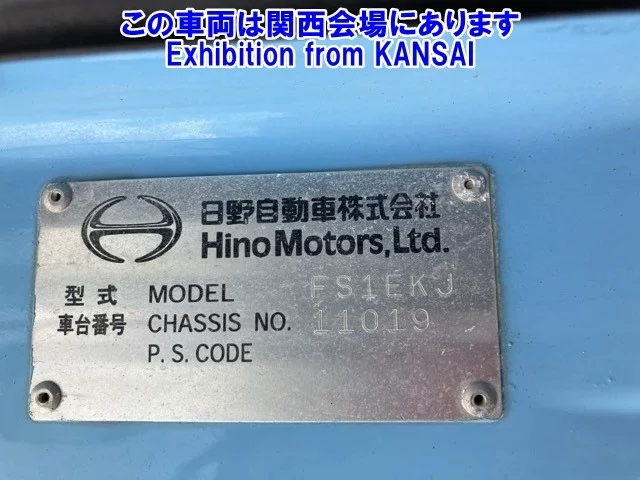 この車両は関西会場にあります
Exhibition from KANSAI
日野自動車株式会社
Hino Motors, Ltd.
型式 MODEL FS1EKJ
車台番号 CHASSIS NO. 11019
P. S. CODE